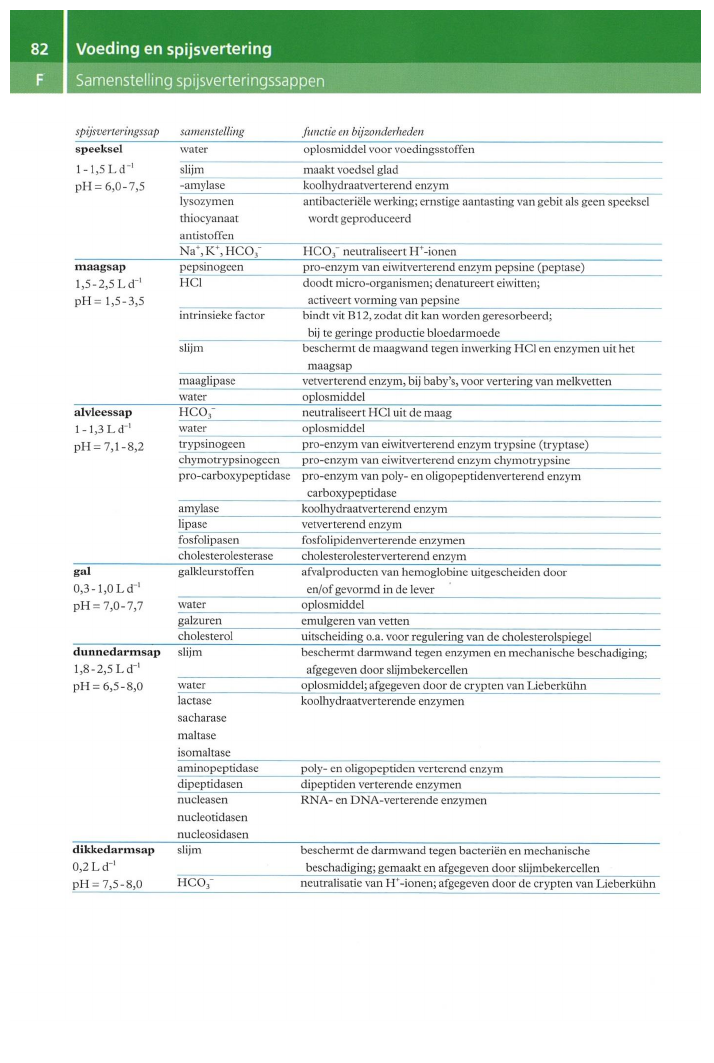 82 Voeding en spijsvertering
F Samenstelling spijsverteringssappen
spijsverteringssap samenstelling functie en bijzonderheden
speeksel water oplosmiddel voor voedingsstoffen
1-1,5 L d⁻¹ slijm maakt voedsel glad
pH = 6,0-7,5 -amylase koolhydraatverterend enzym
lysozymen antibacteriële werking; ernstige aantasting van gebit als geen speeksel
thiocyanaat wordt geproduceerd
antistoffen
Na⁺, K⁺, HCO₃⁻ HCO₃⁻ neutraliseert H⁺-ionen
maagsap pepsinogeen pro-enzym van eiwitverterend enzym pepsine (peptase)
1,5-2,5 L d⁻¹ HCl doodt micro-organismen; denatureert eiwitten;
pH = 1,5-3,5 activeert vorming van pepsine
intrinsieke factor bindt vit B12, zodat dit kan worden geresorbeerd;
bij te geringe productie bloedarmoede
slijm beschermt de maagwand tegen inwerking HCl en enzymen uit het
maagsap
maaglipase vetverterend enzym, bij baby's, voor vertering van melkvetten
water oplosmiddel
alvleessap HCO₃⁻ neutraliseert HCl uit de maag
1-1,3 L d⁻¹ water oplosmiddel
pH = 7,1-8,2 trypsinogeen pro-enzym van eiwitverterend enzym trypsine (tryptase)
chymotrypsinogeen pro-enzym van eiwitverterend enzym chymotrypsine
pro-carboxypeptidase pro-enzym van poly- en oligopeptidenverterend enzym
carboxypeptidase
amylase koolhydraatverterend enzym
lipase vetverterend enzym
fosfolipasen fosfolipidenverterende enzymen
cholesterolesterase cholesterolesterverterend enzym
gal galkleurstoffen afvalproducten van hemoglobine uitgescheiden door
0,3-1,0 L d⁻¹ en/of gevormd in de lever
pH = 7,0-7,7 water oplosmiddel
galzuren emulgeren van vetten
cholesterol uitscheiding o.a. voor regulering van de cholesterolspiegel
dunnedarmsap slijm beschermt darmwand tegen enzymen en mechanische beschadiging;
1,8-2,5 L d⁻¹ afgegeven door slijmbekercellen
pH = 6,5-8,0 water oplosmiddel; afgegeven door de crypten van Lieberkühn
lactase koolhydraatverterende enzymen
sacharase
maltase
isomaltase
aminopeptidase poly- en oligopeptiden verterend enzym
dipeptidasen dipeptiden verterende enzymen
nucleasen RNA- en DNA-verterende enzymen
nucleotidasen
nucleosidasen
dikkedarmsap slijm beschermt de darmwand tegen bacteriën en mechanische
0,2 L d⁻¹ beschadiging; gemaakt en afgegeven door slijmbekercellen
pH = 7,5-8,0 HCO₃⁻ neutralisatie van H⁺-ionen; afgegeven door de crypten van Lieberkühn